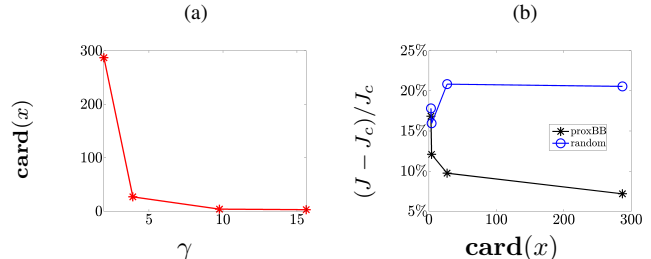 (a)
300
200
100
0
5
10
15
card(x)
γ
(b)
25%
20%
15%
10%
5%
0
100
200
300
(J − J_c)/J_c
proxBB
random
card(x)